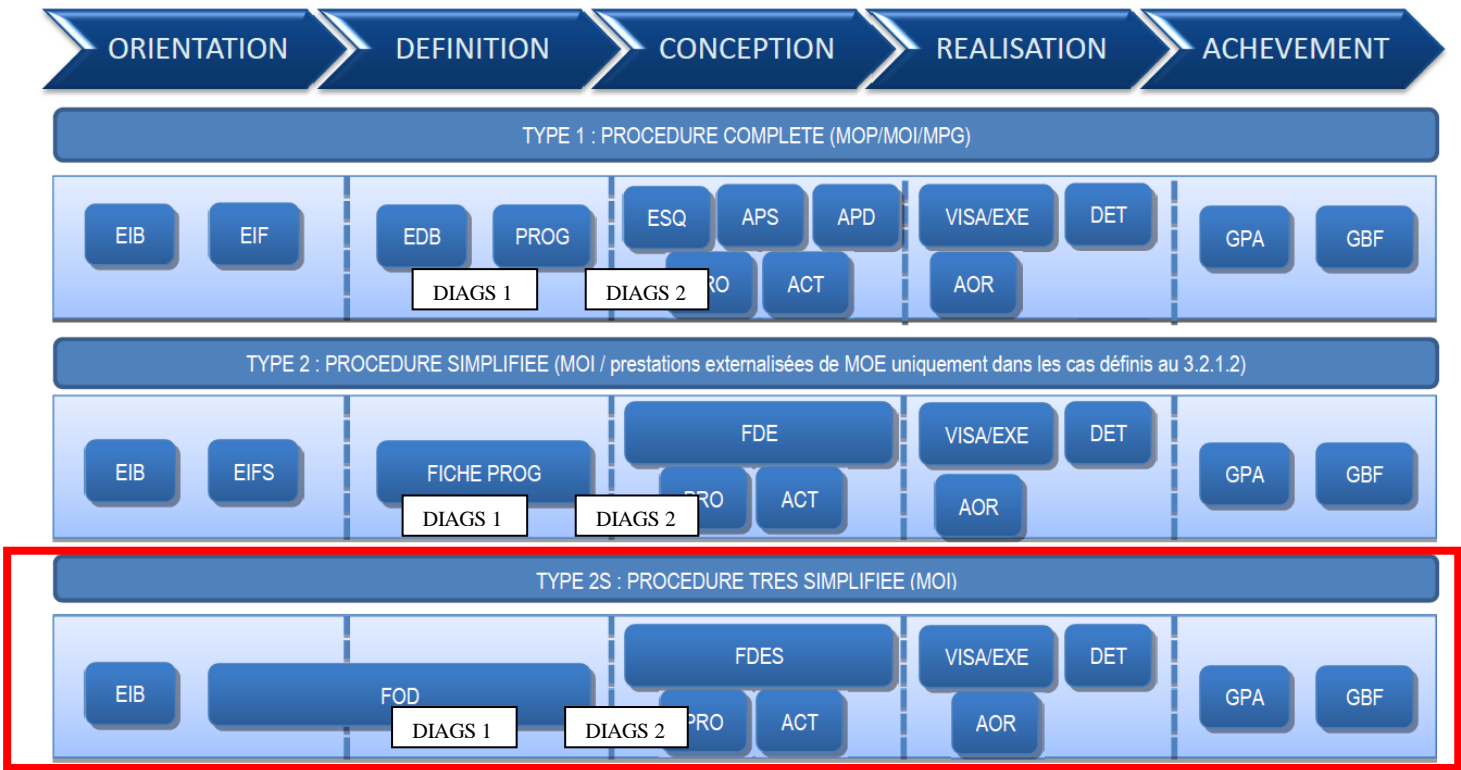 ORIENTATION DEFINITION CONCEPTION REALISATION ACHEVEMENT
TYPE 1 : PROCEDURE COMPLETE (MOP/MOI/MPG)
EIB EIF EDB PROG ESQ APS APD VISA/EXE DET GPA GBF
DIAGS 1 DIAGS 2 RO ACT AOR
TYPE 2 : PROCEDURE SIMPLIFIEE (MOI / prestations externalisées de MOE uniquement dans les cas définis au 3.2.1.2)
EIB EIFS FICHE PROG FDE VISA/EXE DET GPA GBF
DIAGS 1 DIAGS 2 PRO ACT AOR
TYPE 2S : PROCEDURE TRES SIMPLIFIEE (MOI)
EIB FOD FDES VISA/EXE DET GPA GBF
DIAGS 1 DIAGS 2 PRO ACT AOR